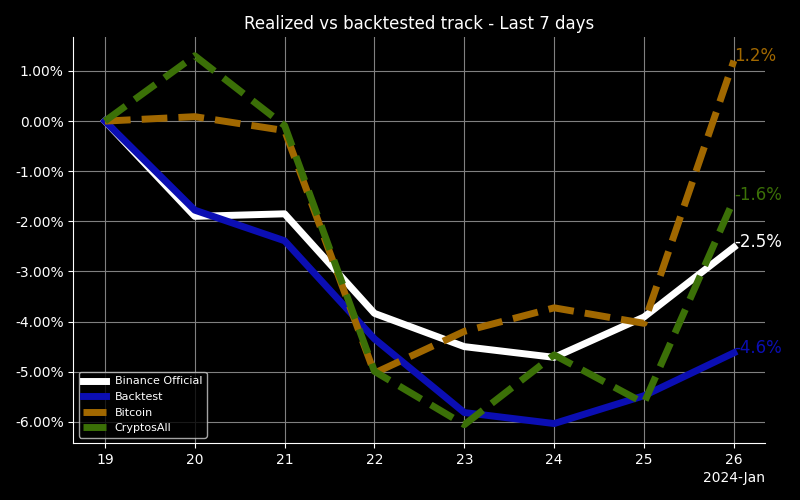 Realized vs backtested track - Last 7 days
1.00%
0.00%
-1.00%
-2.00%
-3.00%
-4.00%
-5.00%
-6.00%
1.2%
-1.6%
-2.5%
-4.6%
Binance Official
Backtest
Bitcoin
CryptosAll
19 20 21 22 23 24 25 26
2024-Jan